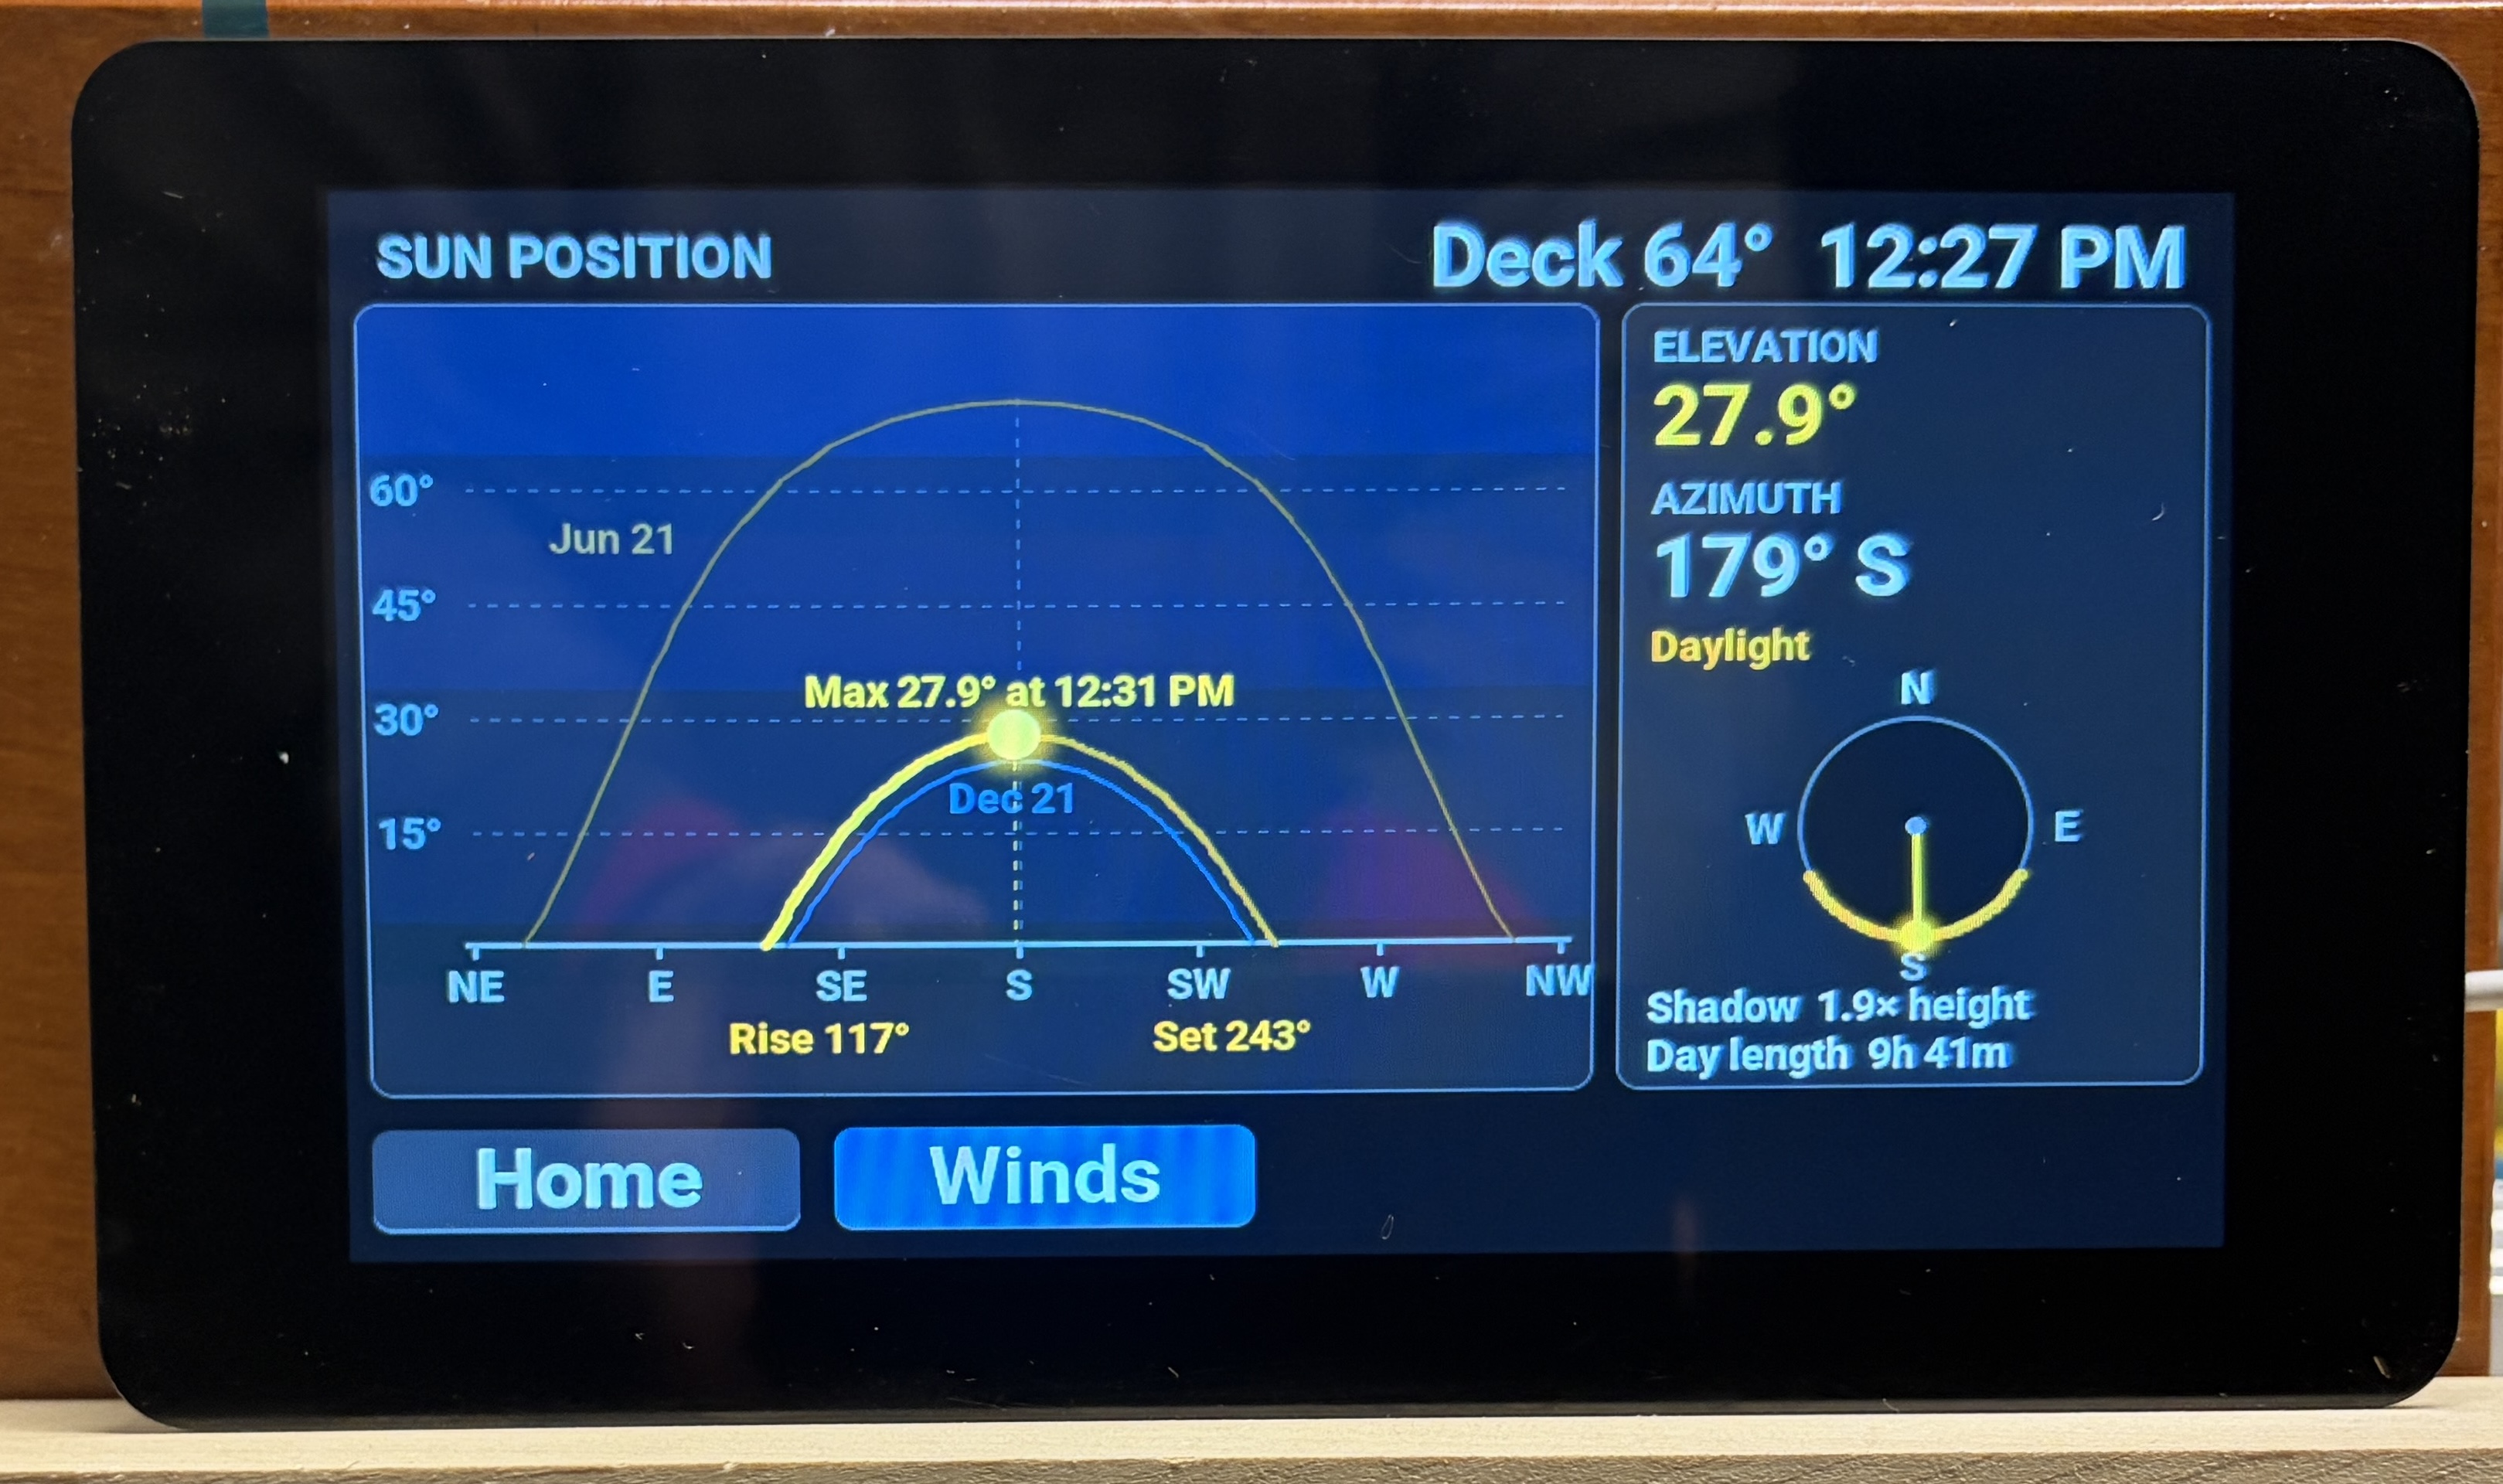 SUN POSITION
Deck 64° 12:27 PM
60°
Jun 21
45°
Max 27.9° at 12:31 PM
30°
Dec 21
15°
NE E SE S SW W NW
Rise 117° Set 243°
ELEVATION
27.9°
AZIMUTH
179° S
Daylight
N
W E
S
Shadow 1.9× height
Day length 9h 41m
Home Winds